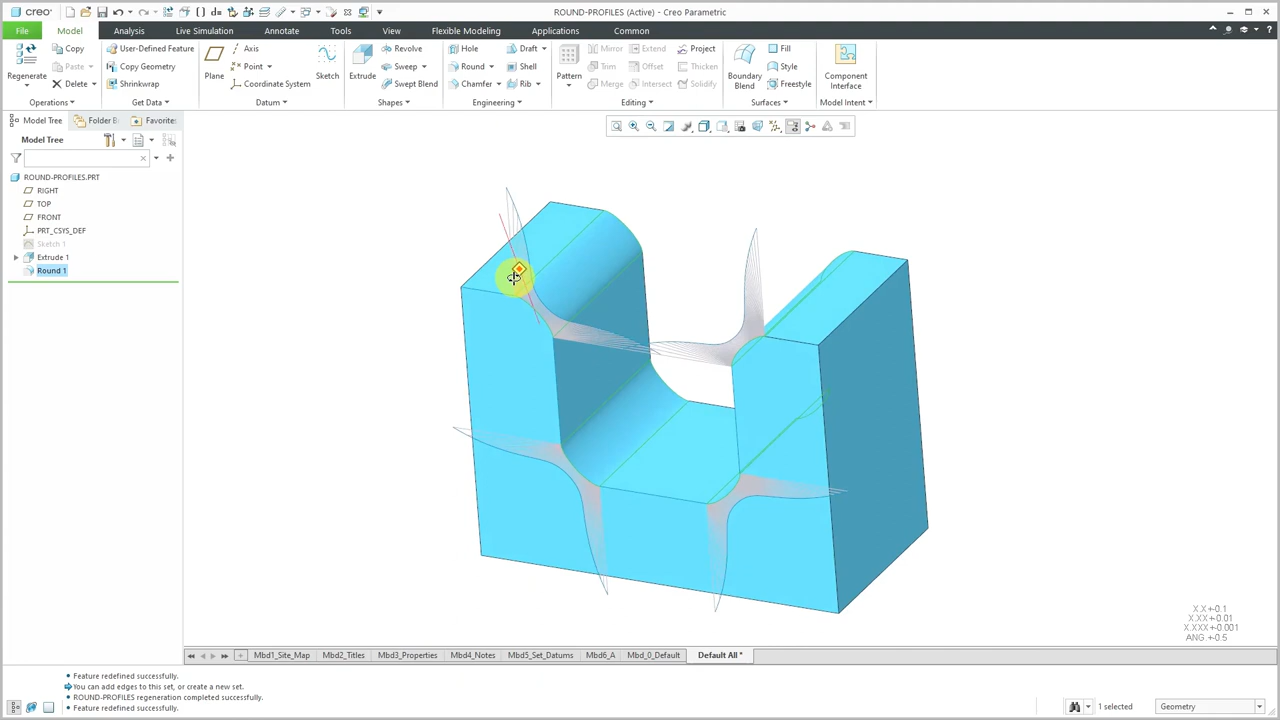 creo ROUND-PROFILES (Active) - Creo Parametric
File Model Analysis Live Simulation Annotate Tools View Flexible Modeling Applications Common
Copy User-Defined Feature Axis Revolve Hole Draft Mirror Extend Project Fill
Regenerate Paste Copy Geometry Plane Point Sketch Extrude Sweep Round Shell Pattern Trim Offset Thicken Boundary Blend Style Component Interface
Delete Shrinkwrap Coordinate System Swept Blend Chamfer Rib Merge Intersect Solidify Freestyle
Operations Get Data Datum Shapes Engineering Editing Surfaces Model Intent
Model Tree Folder B Favorite:
Model Tree
ROUND-PROFILES.PRT
RIGHT
TOP
FRONT
PRT_CSYS_DEF
Sketch 1
Extrude 1
Round 1
X.X+-0.1
X.XX+-0.01
X.XXX+-0.001
ANG.+-0.5
Mbd1_Site_Map Mbd2_Titles Mbd3_Properties Mbd4_Notes Mbd5_Set_Datums Mbd6_A Mbd_0_Default Default All *
Feature redefined successfully.
You can add edges to this set, or create a new set.
ROUND-PROFILES regeneration completed successfully.
Feature redefined successfully.
1 selected Geometry